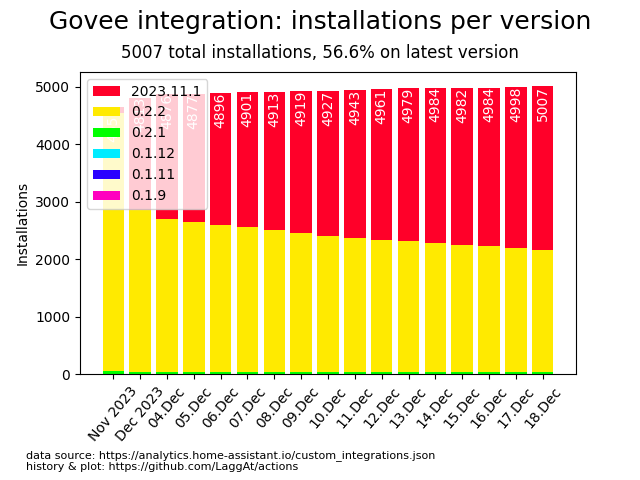 Govee integration: installations per version
5007 total installations, 56.6% on latest version
Installations
5000
4000
3000
2000
1000
0
2023.11.1
0.2.2
0.2.1
0.1.12
0.1.11
0.1.9
4876
4877
4896
4901
4913
4919
4927
4943
4961
4979
4984
4982
4984
4998
5007
Nov 2023
Dec 2023
04.Dec
05.Dec
06.Dec
07.Dec
08.Dec
09.Dec
10.Dec
11.Dec
12.Dec
13.Dec
14.Dec
15.Dec
16.Dec
17.Dec
18.Dec
data source: https://analytics.home-assistant.io/custom_integrations.json
history & plot: https://github.com/LaggAt/actions